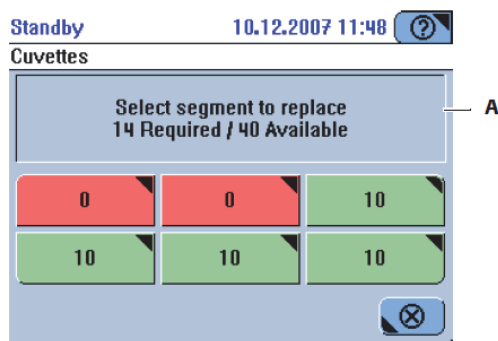 Standby 10.12.2007 11:48 ?
Cuvettes
Select segment to replace
14 Required / 40 Available
A
0 0 10
10 10 10